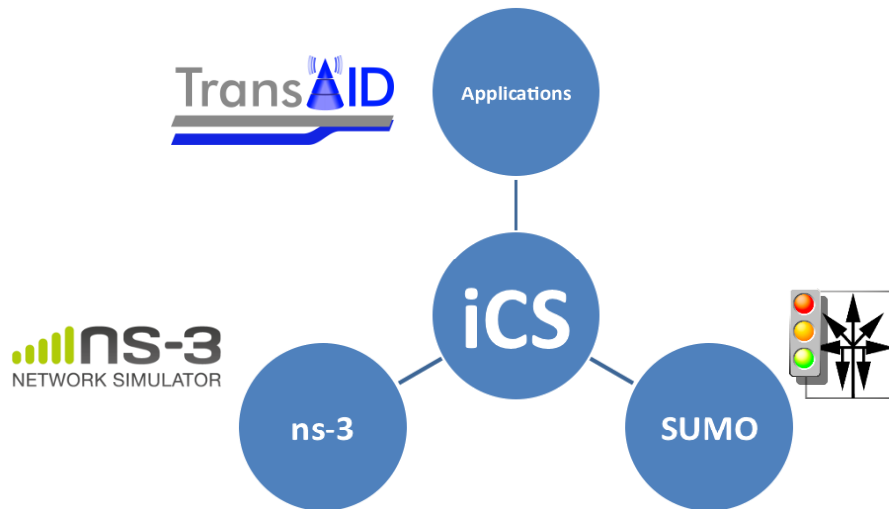 TransAID
Applications
iCS
ns-3
NETWORK SIMULATOR
ns-3
SUMO